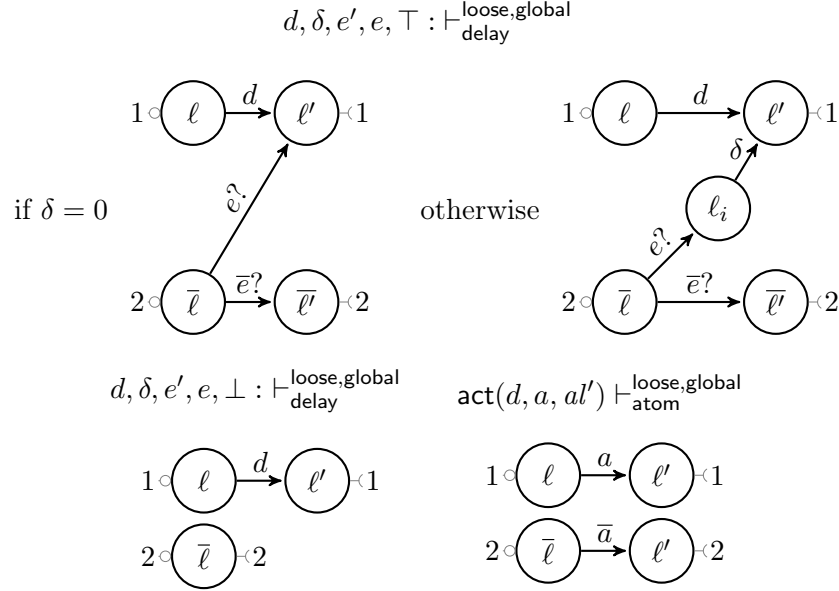 d, δ, e′, e, ⊤ : ⊢^{loose,global}_{delay}
1 ℓ d ℓ′ 1
if δ = 0
e?
2 ℓ̅ e̅? ℓ̅′̅ 2
1 ℓ d ℓ′ 1
δ
otherwise
ℓᵢ
e?
2 ℓ̅ e̅? ℓ̅′̅ 2
d, δ, e′, e, ⊥ : ⊢^{loose,global}_{delay}
1 ℓ d ℓ′ 1
2 ℓ̅ 2
act(d, a, al′) ⊢^{loose,global}_{atom}
1 ℓ a ℓ′ 1
2 ℓ̅ a̅ ℓ′ 2